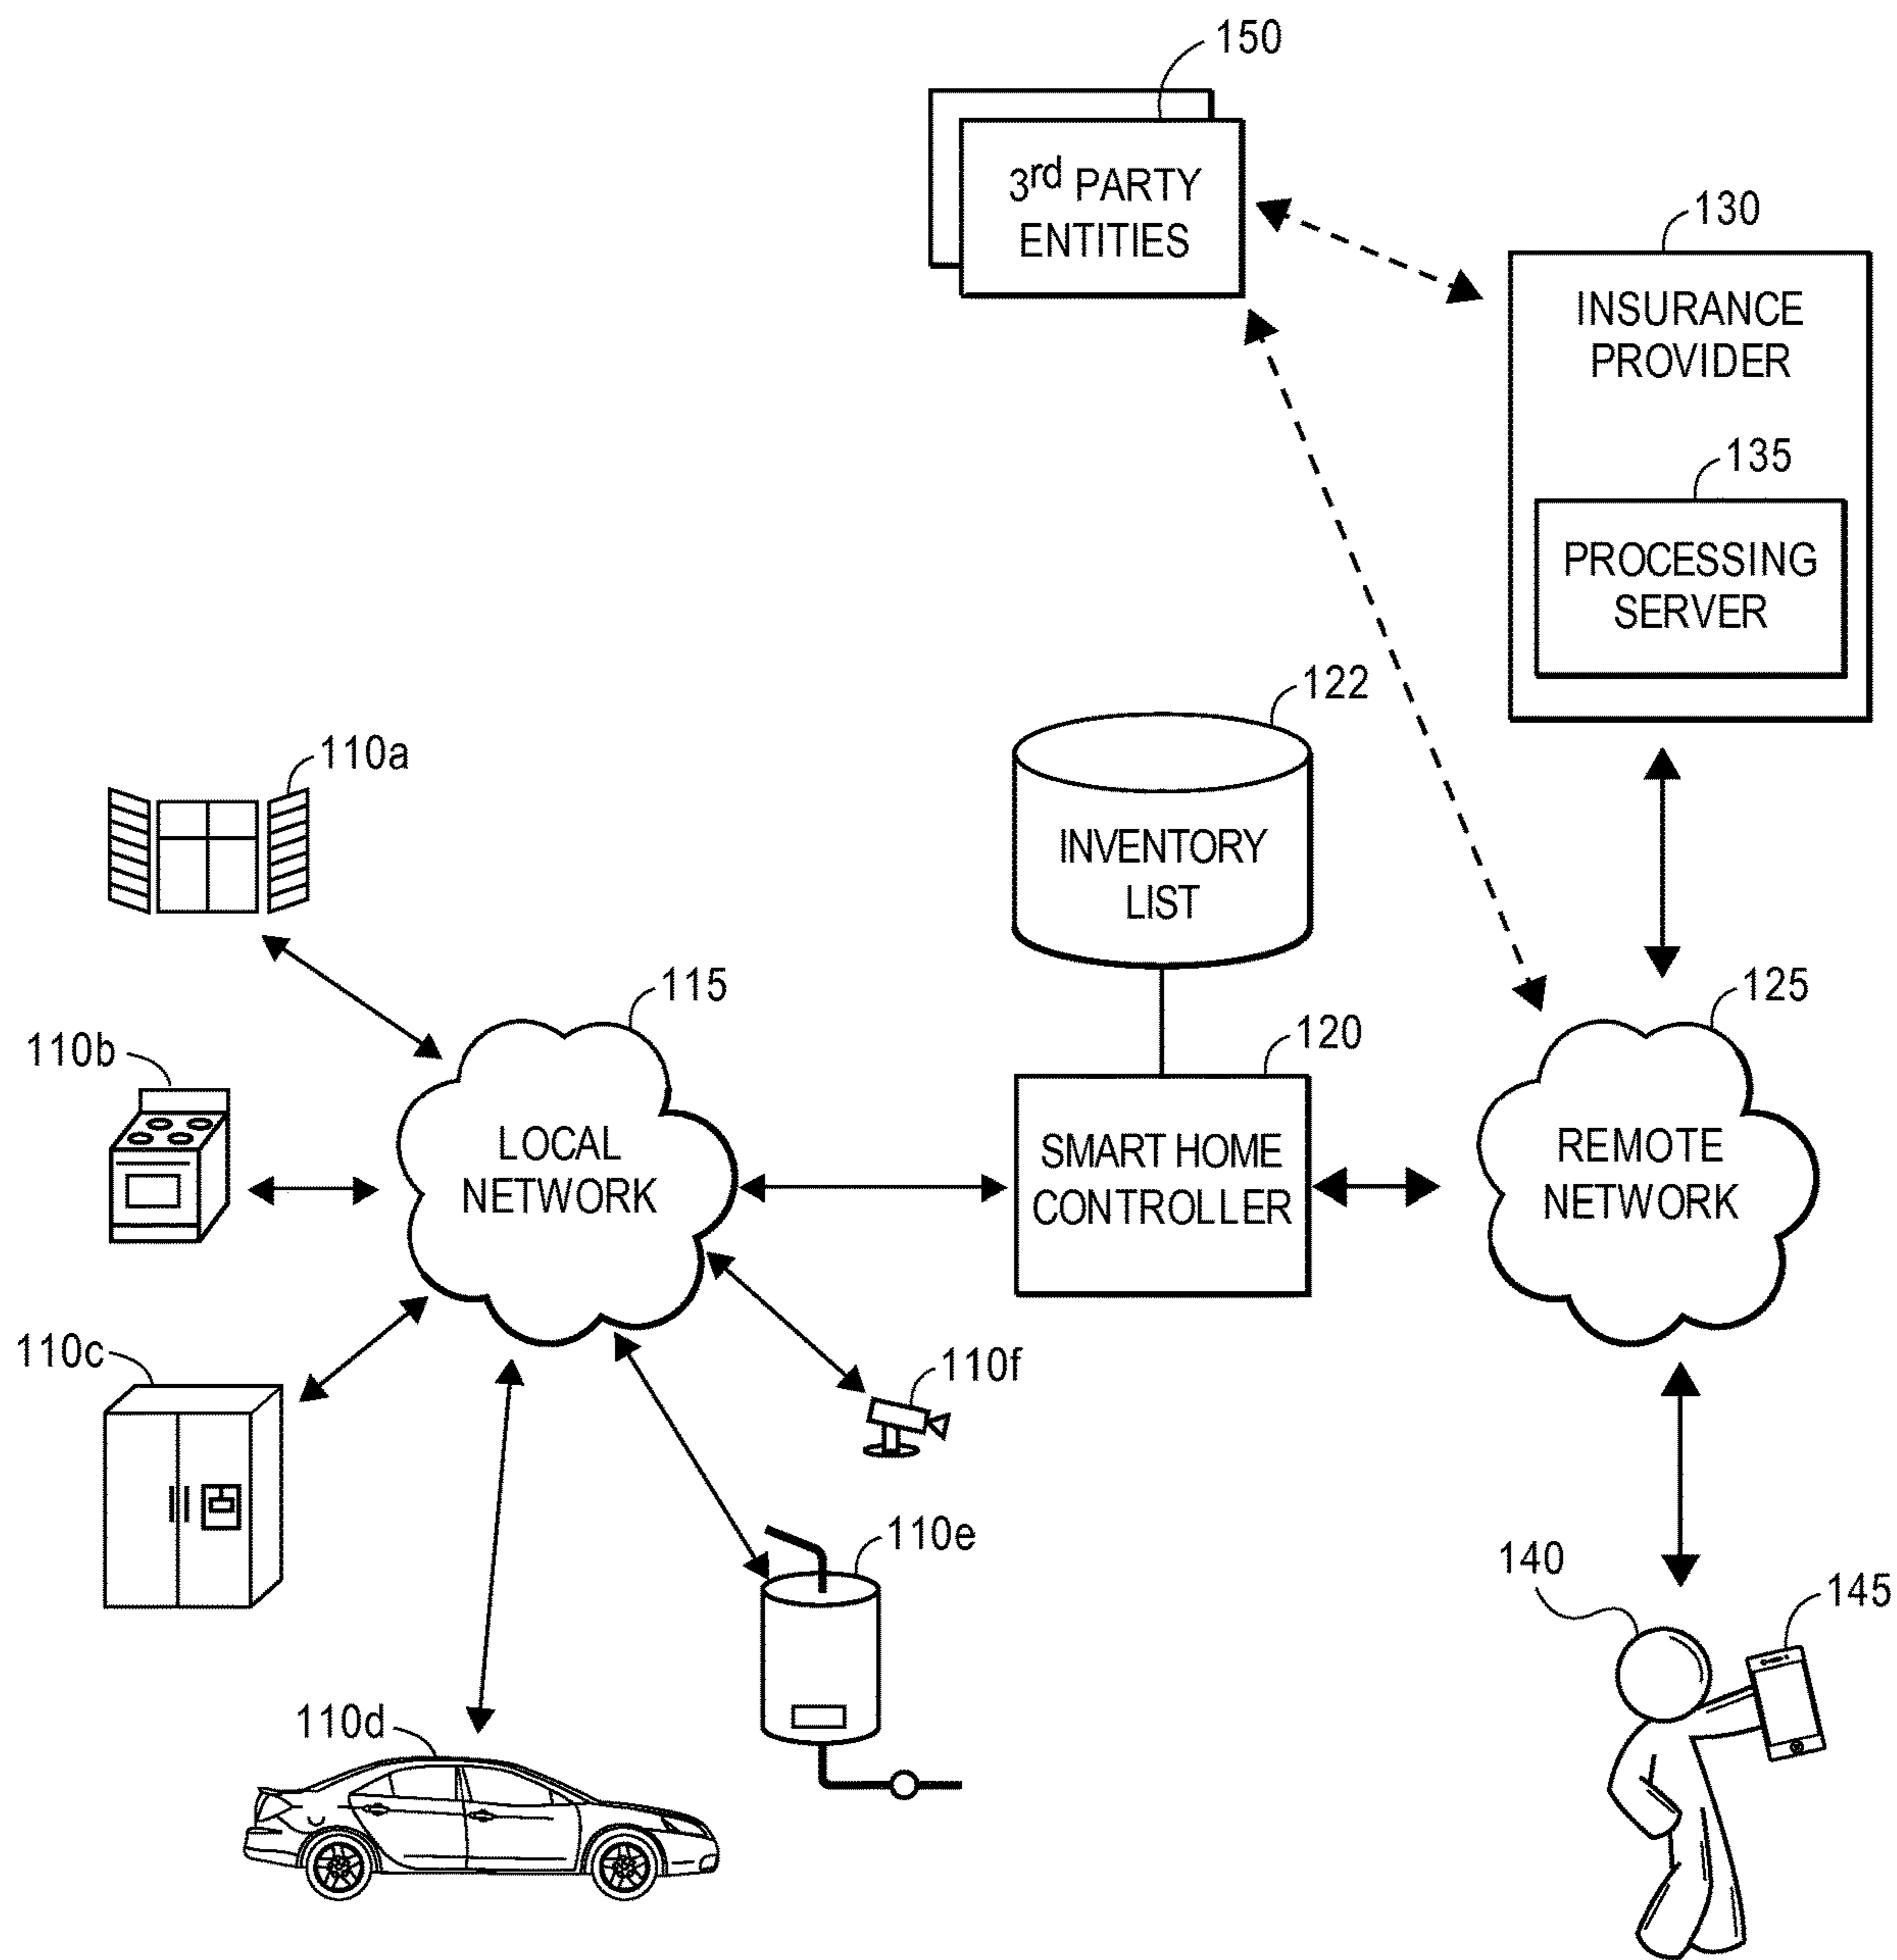 150
3rd PARTY
ENTITIES
130
INSURANCE
PROVIDER
135
PROCESSING
SERVER
122
INVENTORY
LIST
110a
115
LOCAL
NETWORK
120
SMART HOME
CONTROLLER
125
REMOTE
NETWORK
110b
110c
110f
110e
110d
140
145